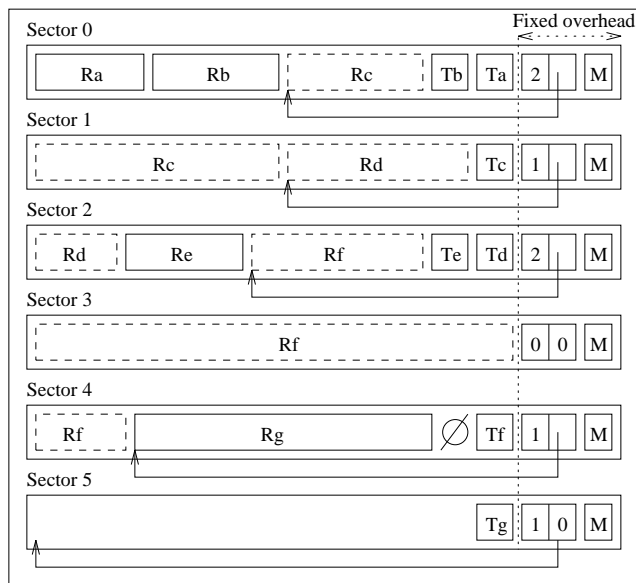 Fixed overhead
Sector 0
Ra Rb Rc Tb Ta 2 M
Sector 1
Rc Rd Tc 1 M
Sector 2
Rd Re Rf Te Td 2 M
Sector 3
Rf 0 0 M
Sector 4
Rf Rg ∅ Tf 1 M
Sector 5
Tg 1 0 M